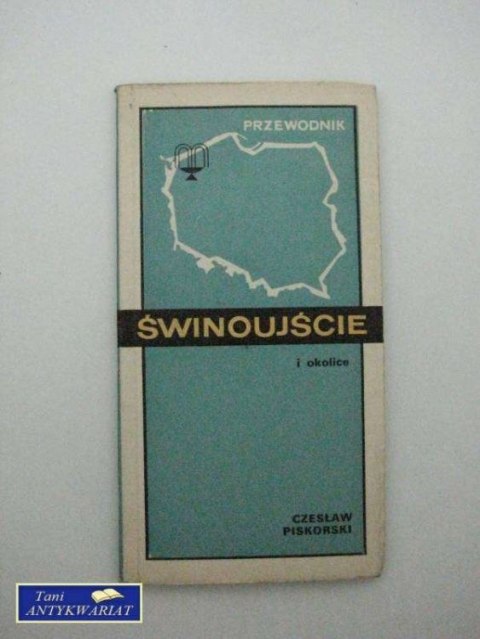 PRZEWODNIK
ŚWINOUJŚCIE
i okolice
CZESŁAW
PISKORSKI
Tani
ANTYKWARIAT